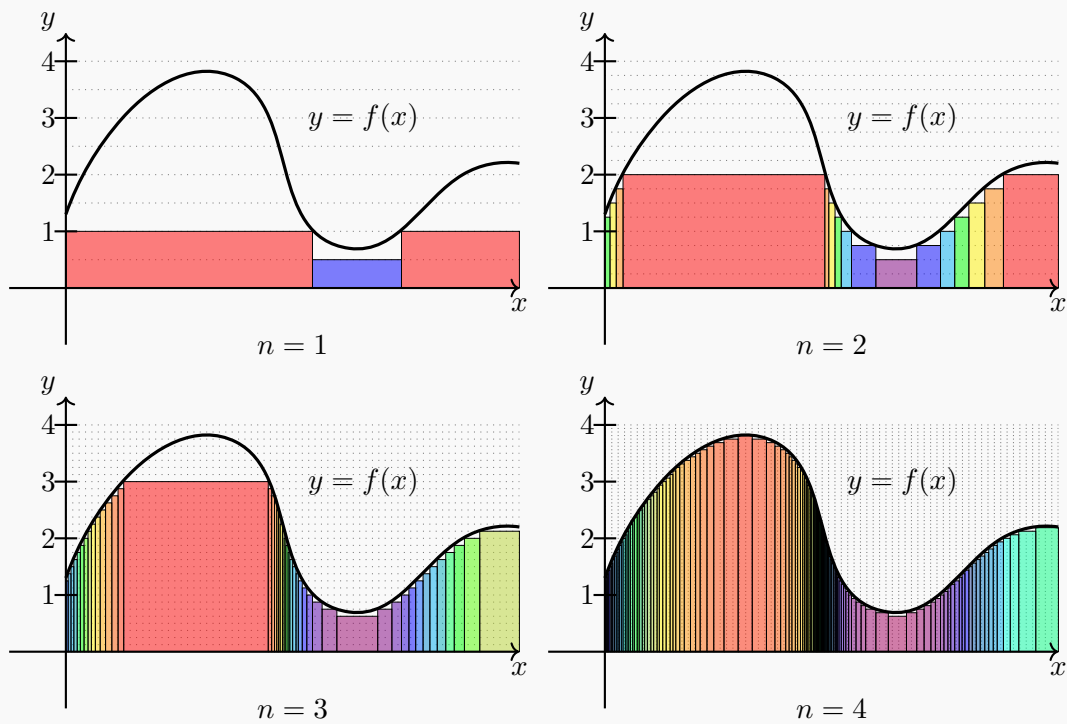 y
4
3
2
1
y = f(x)
x
n = 1
y
4
3
2
1
y = f(x)
x
n = 2
y
4
3
2
1
y = f(x)
x
n = 3
y
4
3
2
1
y = f(x)
x
n = 4